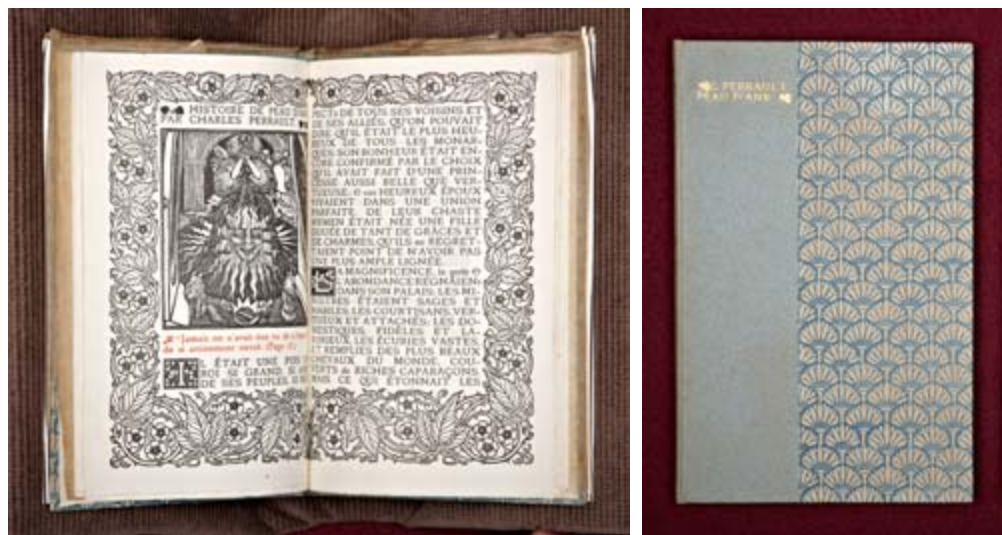 HISTOIRE DE PEAU D'
PAR CHARLES PERRAULT.
Jamais on n'avait
si
IL ÉTAIT UNE FOIS
ROI SI GRAND, SI
DE SES PEUPLES, SI
PECTÉ DE TOUS SES VOISINS ET
DE SES ALLIÉS, QU'ON POUVAIT
DIRE QU'IL ÉTAIT LE PLUS HEU-
REUX DE TOUS LES MONAR-
QUES. SON BONHEUR ÉTAIT EN-
CORE CONFIRMÉ PAR LE CHOIX
QU'IL AVAIT FAIT D'UNE PRIN-
CESSE AUSSI BELLE QUE VER-
TUEUSE; & ces HEUREUX ÉPOUX
VIVAIENT DANS UNE UNION
PARFAITE. DE LEUR CHASTE
HYMEN ÉTAIT NÉE UNE FILLE
DOUÉE DE TANT DE GRÂCES ET
DE CHARMES, QU'ILS ne REGRET-
TAIENT POINT DE N'AVOIR PAS
UNE PLUS AMPLE LIGNÉE.
LA MAGNIFICENCE, le goût &
L'ABONDANCE RÉGNAIENT
DANS SON PALAIS; LES MI-
NISTRES ÉTAIENT SAGES ET
HABILES; LES COURTISANS, VER-
TUEUX ET ATTACHÉS; LES DO-
MESTIQUES, FIDÈLES ET LA-
BORIEUX; LES ÉCURIES VASTES,
ET REMPLIES DES PLUS BEAUX
CHEVAUX DU MONDE, COU-
VERTS de RICHES CAPARAÇONS.
MAIS CE QUI ÉTONNAIT LES
C. PERRAULT
PEAU D'ANE